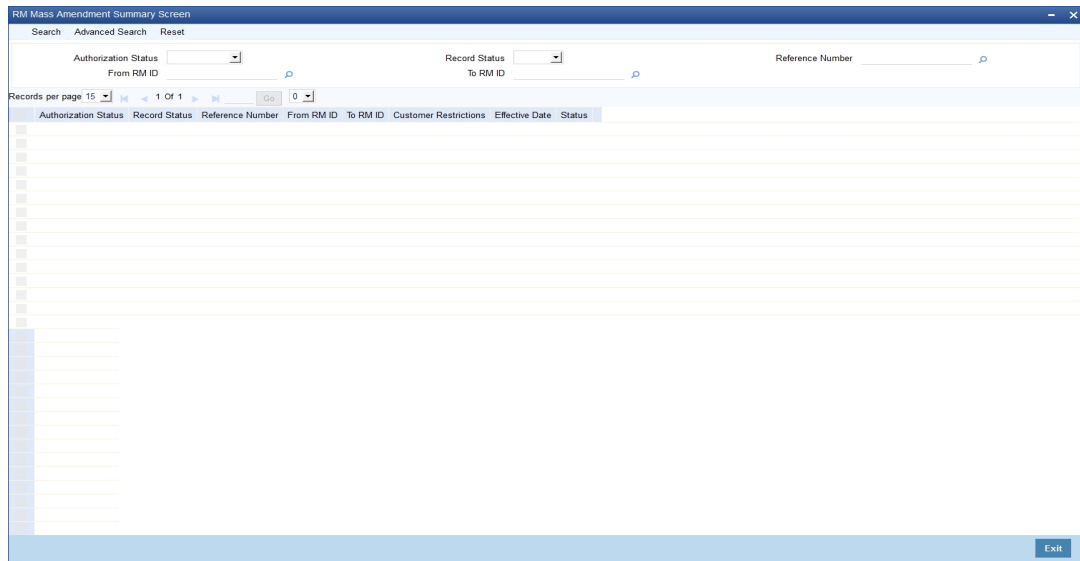 RM Mass Amendment Summary Screen
Search Advanced Search Reset
Authorization Status Record Status Reference Number
From RM ID To RM ID
Records per page 15 1 Of 1 Go 0
Authorization Status Record Status Reference Number From RM ID To RM ID Customer Restrictions Effective Date Status
Exit